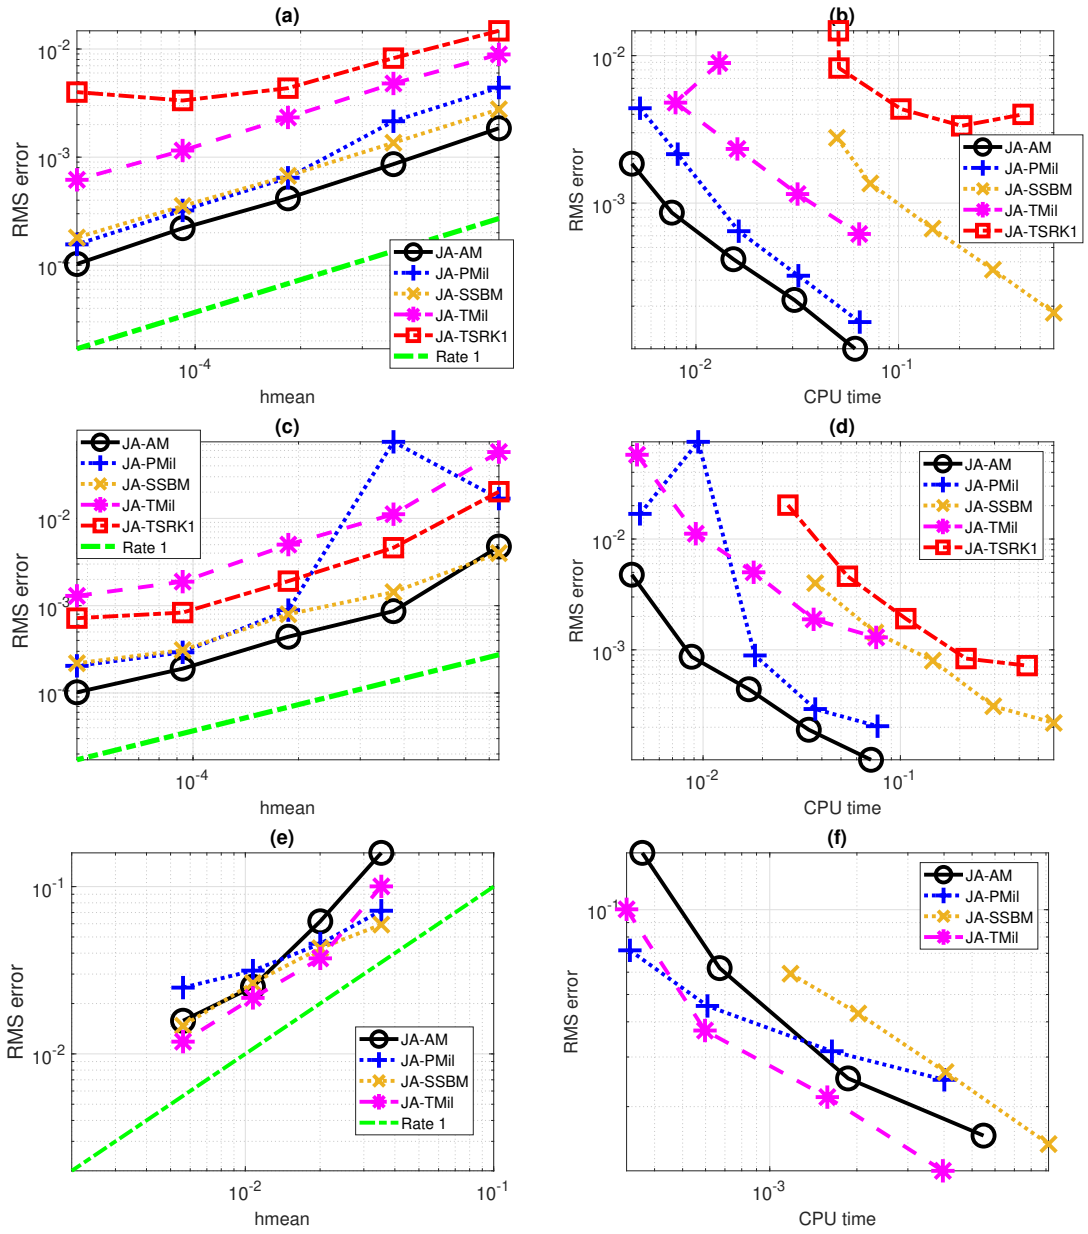 (a)
10^-2
10^-3
10^-4
RMS error
10^-4
hmean
JA-AM
JA-PMil
JA-SSBM
JA-TMil
JA-TSRK1
Rate 1
(b)
10^-2
10^-3
RMS error
10^-2
10^-1
CPU time
JA-AM
JA-PMil
JA-SSBM
JA-TMil
JA-TSRK1
(c)
10^-2
10^-3
RMS error
10^-4
hmean
JA-AM
JA-PMil
JA-SSBM
JA-TMil
JA-TSRK1
Rate 1
(d)
10^-2
10^-3
RMS error
10^-2
10^-1
CPU time
JA-AM
JA-PMil
JA-SSBM
JA-TMil
JA-TSRK1
(e)
10^-1
10^-2
RMS error
10^-2
10^-1
hmean
JA-AM
JA-PMil
JA-SSBM
JA-TMil
Rate 1
(f)
10^-1
RMS error
10^-3
CPU time
JA-AM
JA-PMil
JA-SSBM
JA-TMil